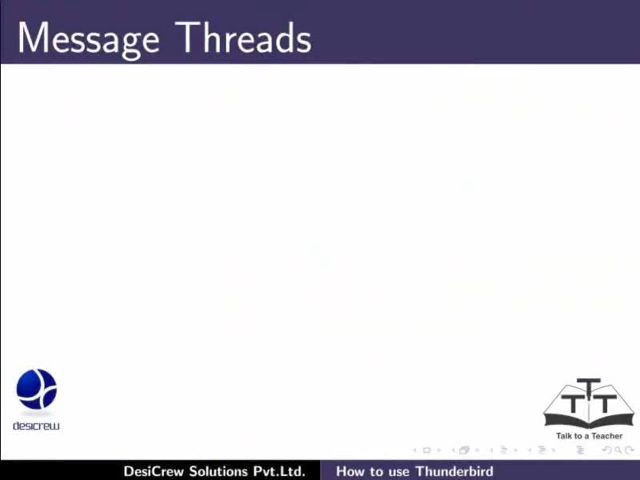 Message Threads
desicrew
T
T T
Talk to a Teacher
DesiCrew Solutions Pvt.Ltd. How to use Thunderbird